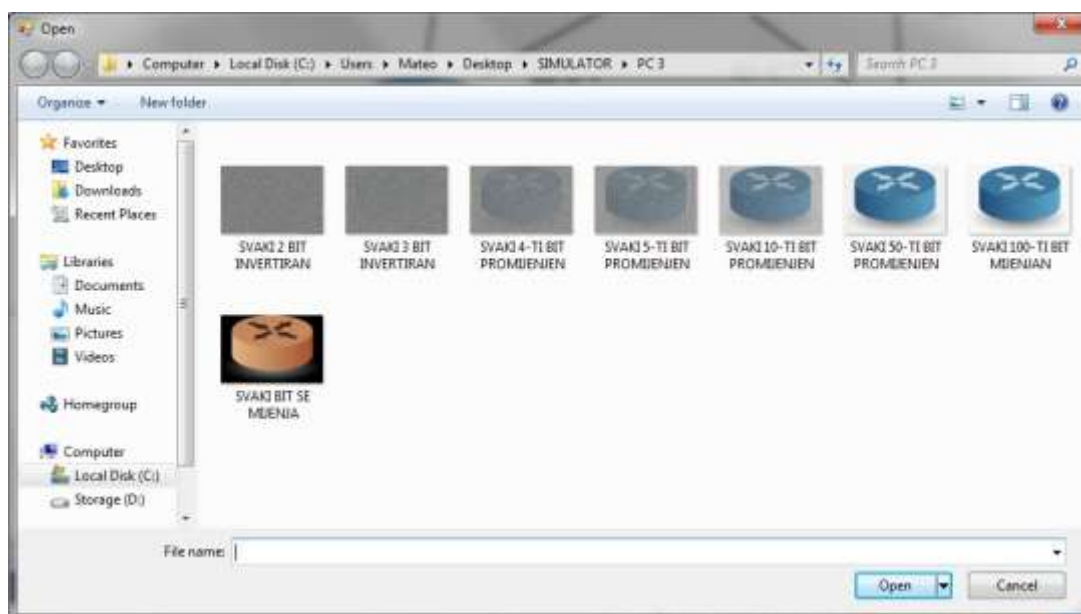 Open
Computer ▸ Local Disk (C:) ▸ Users ▸ Mateo ▸ Desktop ▸ SIMULATOR ▸ PC 3
Search PC 3
Organize
New folder
Favorites
Desktop
Downloads
Recent Places
Libraries
Documents
Music
Pictures
Videos
Homegroup
Computer
Local Disk (C:)
Storage (D:)
SVAKI 2 BIT
INVERTIRAN
SVAKI 3 BIT
INVERTIRAN
SVAKI 4-TI BIT
PROMIJENJEN
SVAKI 5-TI BIT
PROMIJENJEN
SVAKI 10-TI BIT
PROMIJENJEN
SVAKI 50-TI BIT
PROMIJENJEN
SVAKI 100-TI BIT
MIJENJAN
SVAKI BIT SE
MIJENJA
File name:
Open
Cancel